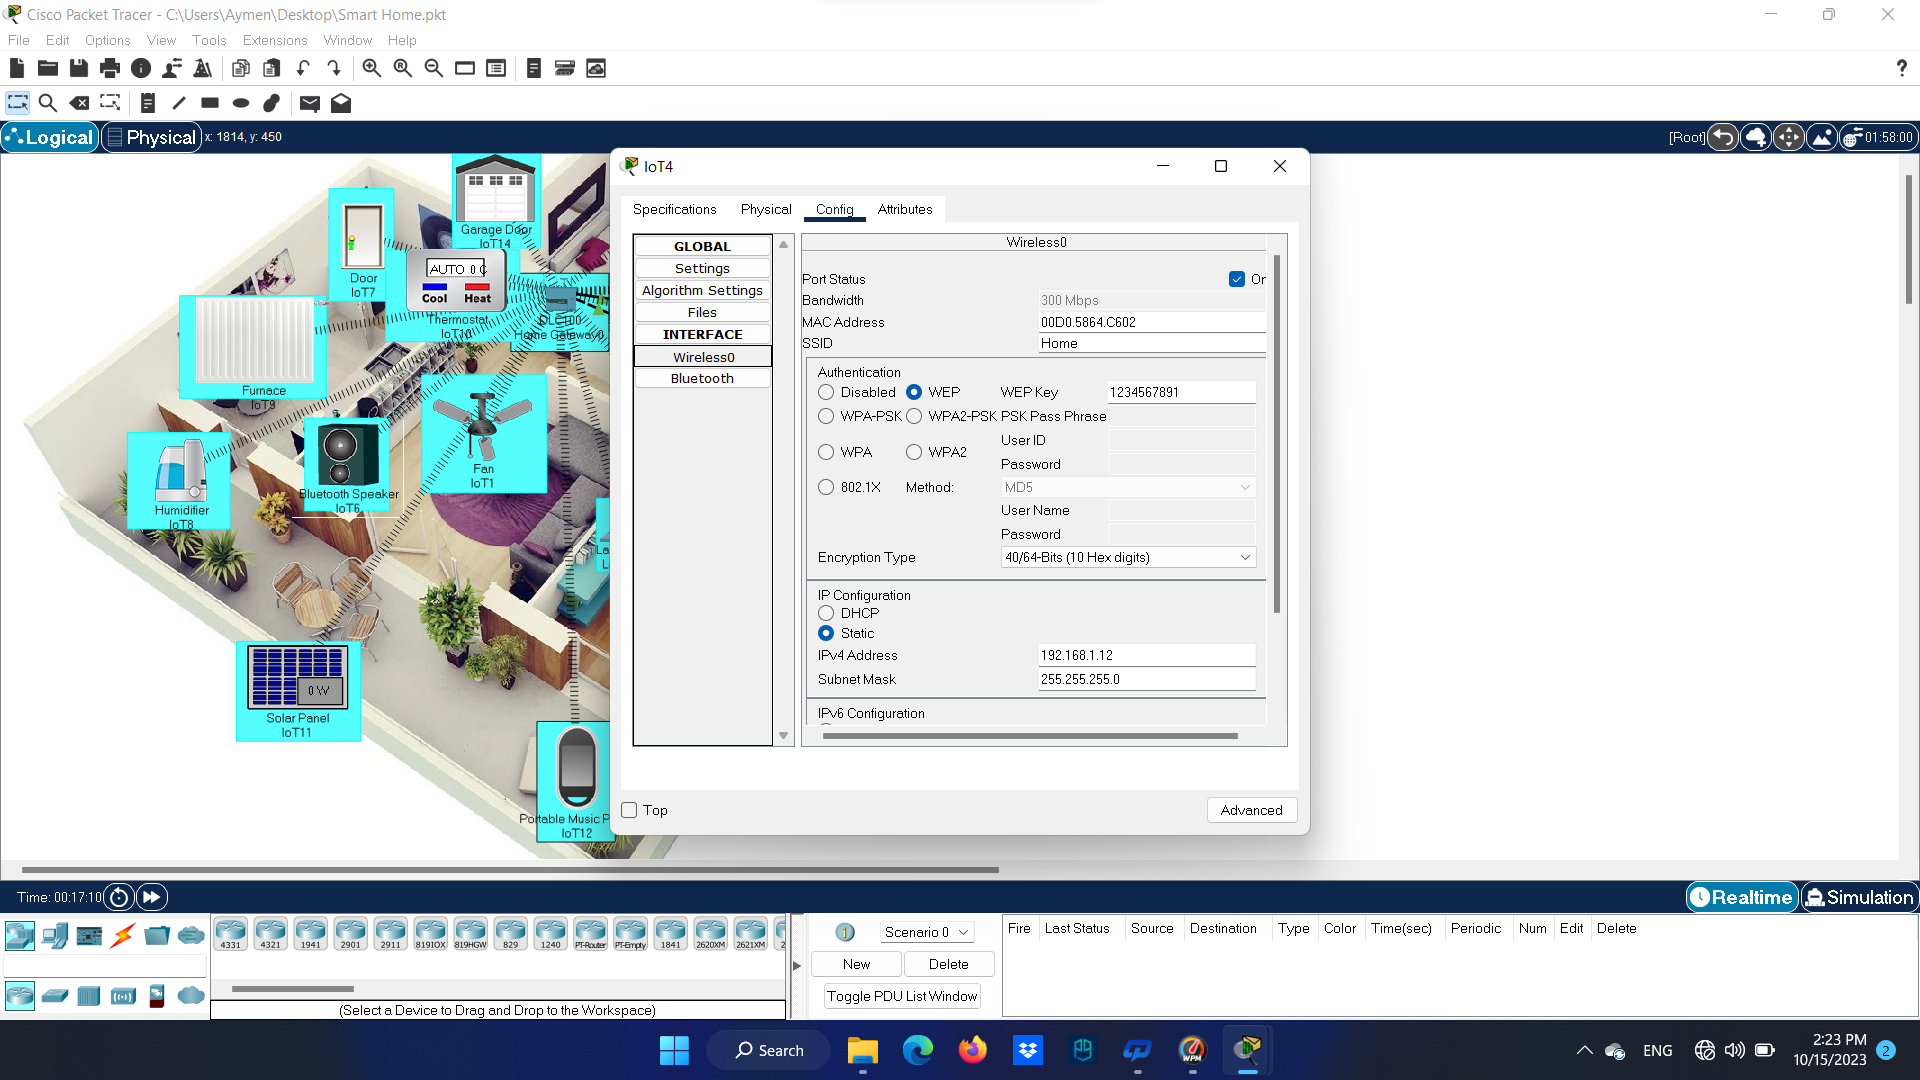 Cisco Packet Tracer - C:\Users\Aymen\Desktop\Smart Home.pkt
File Edit Options View Tools Extensions Window Help
?
Logical Physical x: 1814, y: 450
[Root] 01:58:00
Garage Door
IoT14
Door
IoT7
AUTO 0 C
Cool Heat
Thermostat
IoT10
DLC100
Home Gateway0
Furnace
IoT9
Fan
IoT1
Bluetooth Speaker
IoT6
Humidifier
IoT8
Solar Panel
IoT11
0 W
Portable Music P
IoT12
IoT4
Specifications Physical Config Attributes
GLOBAL
Settings
Algorithm Settings
Files
INTERFACE
Wireless0
Bluetooth
Wireless0
Port Status On
Bandwidth 300 Mbps
MAC Address 00D0.5864.C602
SSID Home
Authentication
Disabled WEP WEP Key 1234567891
WPA-PSK WPA2-PSK PSK Pass Phrase
User ID
WPA WPA2
Password
802.1X Method: MD5
User Name
Password
Encryption Type 40/64-Bits (10 Hex digits)
IP Configuration
DHCP
Static
IPv4 Address 192.168.1.12
Subnet Mask 255.255.255.0
IPv6 Configuration
Top Advanced
Time: 00:17:10
Realtime Simulation
4331 4321 1941 2901 2911 819IOX 819HGW 829 1240 PT-Router PT-Empty 1841 2620XM 2621XM 2
(Select a Device to Drag and Drop to the Workspace)
1 Scenario 0
New Delete
Toggle PDU List Window
Fire Last Status Source Destination Type Color Time(sec) Periodic Num Edit Delete
Search
WPM
ENG
2:23 PM
10/15/2023
2